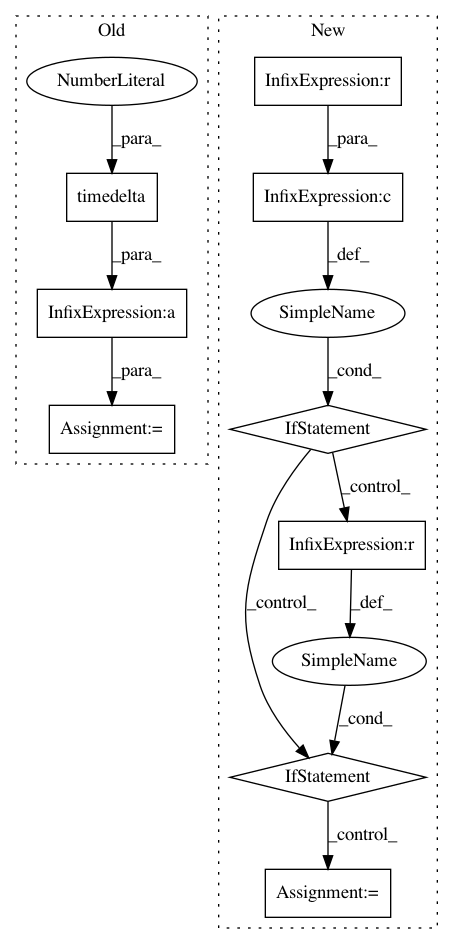 Old
NumberLiteral
_para_
timedelta
_para_
InfixExpression:a
_para_
Assignment:=
New
InfixExpression:r
_para_
InfixExpression:c
_def_
SimpleName
_cond_
IfStatement
_control_
InfixExpression:r
_control_
_def_
SimpleName
_cond_
IfStatement
_control_
Assignment:=